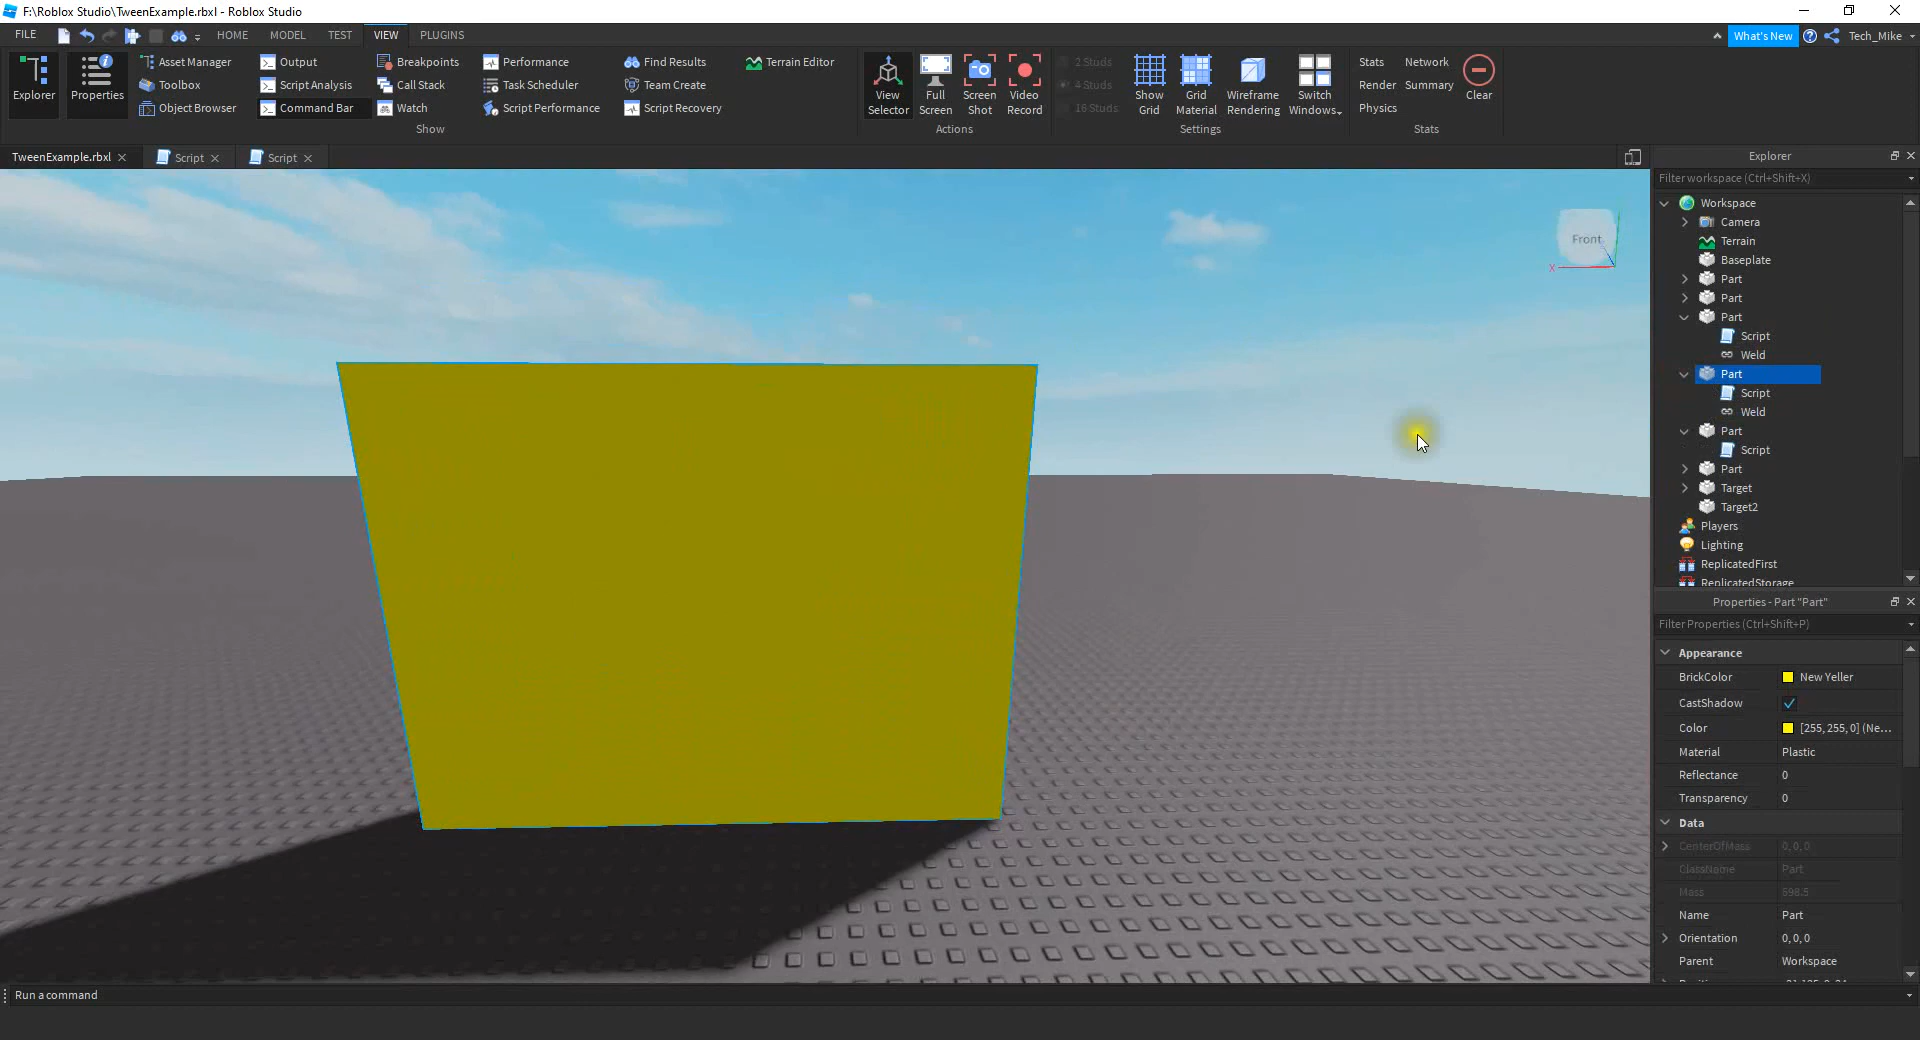 F:\Roblox Studio\TweenExample.rbxl - Roblox Studio
FILE HOME MODEL TEST VIEW PLUGINS What's New Tech_Mike
Explorer
Properties
Asset Manager
Toolbox
Object Browser
Output
Script Analysis
Command Bar
Breakpoints
Call Stack
Watch
Performance
Task Scheduler
Script Performance
Find Results
Team Create
Script Recovery
Terrain Editor
Show
View
Selector
Full
Screen
Screen
Shot
Video
Record
Actions
2 Studs
4 Studs
16 Studs
Show
Grid
Grid
Material
Wireframe
Rendering
Switch
Windows
Settings
Stats
Network
Render
Summary
Physics
Clear
Stats
TweenExample.rbxl
Script
Script
Front
X
Explorer
Filter workspace (Ctrl+Shift+X)
Workspace
Camera
Terrain
Baseplate
Part
Part
Part
Script
Weld
Part
Script
Weld
Part
Script
Part
Target
Target2
Players
Lighting
ReplicatedFirst
ReplicatedStorage
Properties - Part "Part"
Filter Properties (Ctrl+Shift+P)
Appearance
BrickColor New Yeller
CastShadow
Color [255, 255, 0] (Ne...
Material Plastic
Reflectance 0
Transparency 0
Data
CenterOfMass 0, 0, 0
ClassName Part
Mass 598.5
Name Part
Orientation 0, 0, 0
Parent Workspace
Run a command